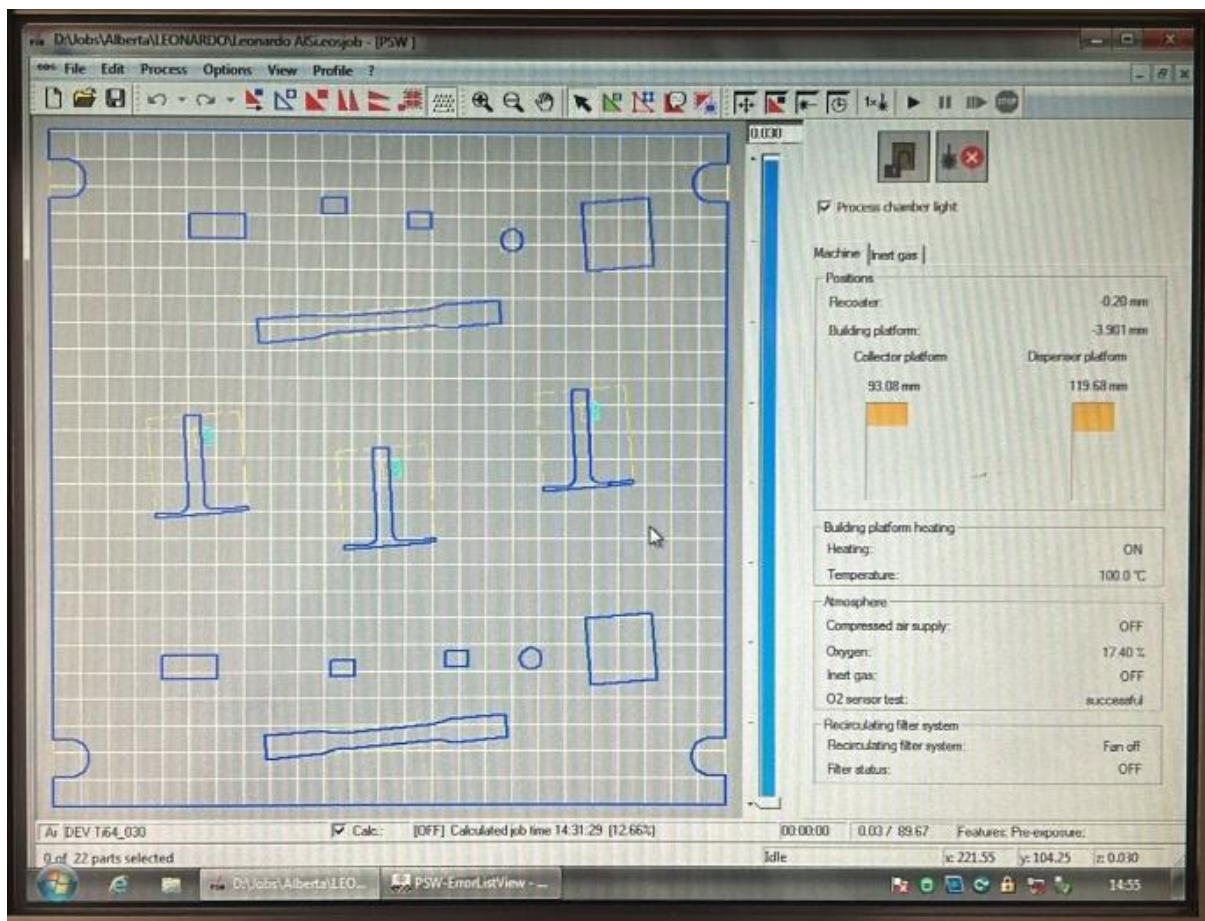 D:\Jobs\Alberta\LEONARDO\Leonardo AlSi.eosjob - [PSW ]
EOS File Edit Process Options View Profile ?
1x
STOP
0.030
Process chamber light
Machine Inert gas
Positions
Recoater: -0.20 mm
Building platform: -3.901 mm
Collector platform Dispenser platform
93.08 mm 119.68 mm
Building platform heating
Heating: ON
Temperature: 100.0 °C
Atmosphere
Compressed air supply: OFF
Oxygen: 17.40 %
Inert gas: OFF
O2 sensor test: successful
Recirculating filter system
Recirculating filter system: Fan off
Filter status: OFF
Ar DEV Ti64_030 Calc.: [OFF] Calculated job time 14:31:29 (12.66%) 00:00:00 0.03 / 89.67 Features: Pre-exposure;
0 of 22 parts selected Idle x: 221.55 y: 104.25 z: 0.030
PSW D:\Jobs\Alberta\LEO... PSW-ErrorListView - ... 14:55